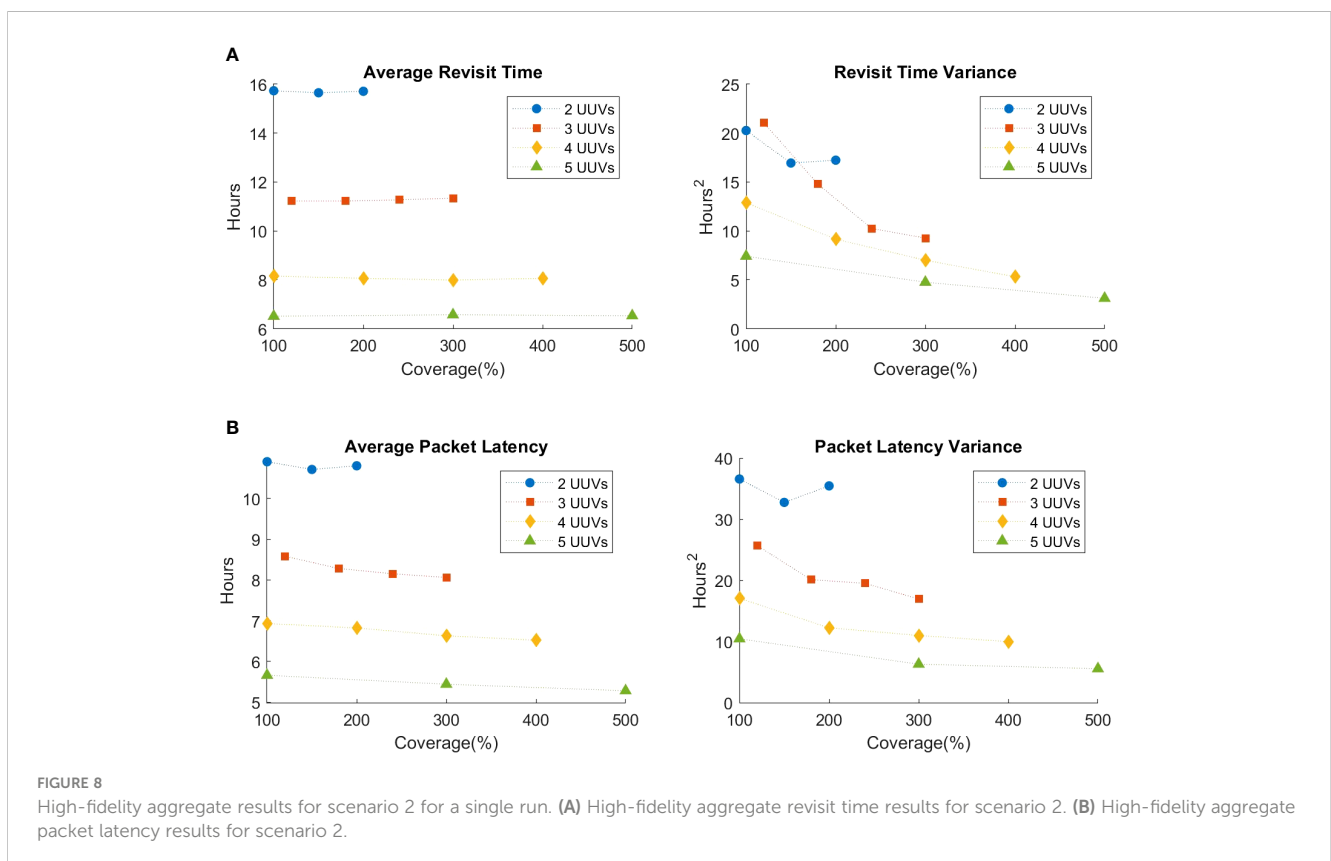 A
Average Revisit Time
16
14
12
10
8
6
Hours
100 200 300 400 500
Coverage(%)
2 UUVs
3 UUVs
4 UUVs
5 UUVs
Revisit Time Variance
25
20
15
10
5
0
Hours2
100 200 300 400 500
Coverage(%)
2 UUVs
3 UUVs
4 UUVs
5 UUVs
B
Average Packet Latency
10
9
8
7
6
5
Hours
100 200 300 400 500
Coverage(%)
2 UUVs
3 UUVs
4 UUVs
5 UUVs
Packet Latency Variance
40
30
20
10
0
Hours2
100 200 300 400 500
Coverage(%)
2 UUVs
3 UUVs
4 UUVs
5 UUVs
FIGURE 8
High-fidelity aggregate results for scenario 2 for a single run. (A) High-fidelity aggregate revisit time results for scenario 2. (B) High-fidelity aggregate
packet latency results for scenario 2.